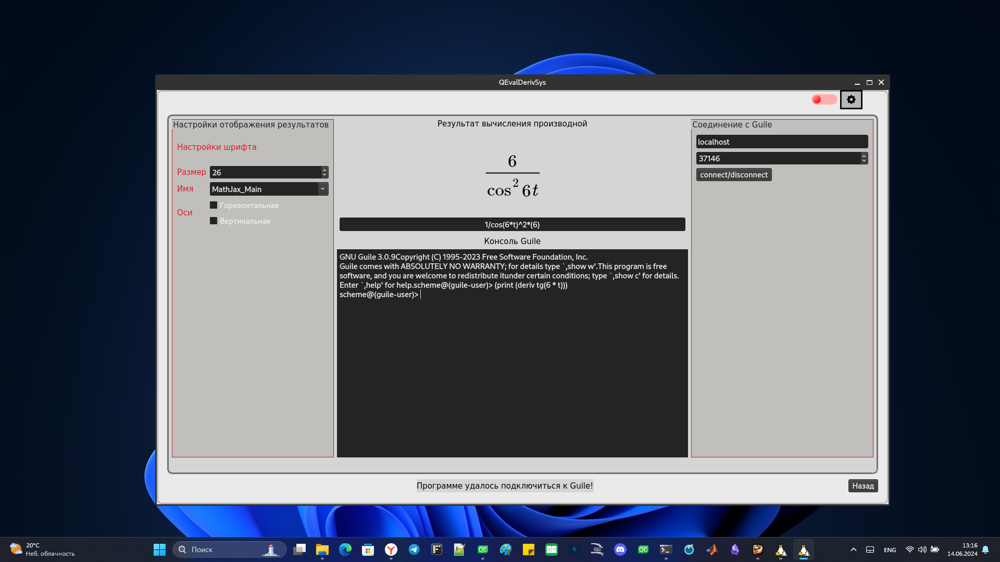 QEvalDerivSys
Настройки отображения результатов
Настройки шрифта
Размер 26
Имя MathJax_Main
Оси
Горизонтальная
Вертикальная
Результат вычисления производной
6
cos² 6t
1/cos(6*t)^2*(6)
Консоль Guile
GNU Guile 3.0.9Copyright (C) 1995-2023 Free Software Foundation, Inc.
Guile comes with ABSOLUTELY NO WARRANTY; for details type `,show w'.This program is free
software, and you are welcome to redistribute itunder certain conditions; type `,show c' for details.
Enter `,help' for help.scheme@(guile-user)> (print (deriv tg(6 * t)))
scheme@(guile-user)>
Соединение с Guile
localhost
37146
connect/disconnect
Программе удалось подключиться к Guile!
Назад
20°C
Неб. облачность
Поиск
QC
QC
ENG
13:16
14.06.2024